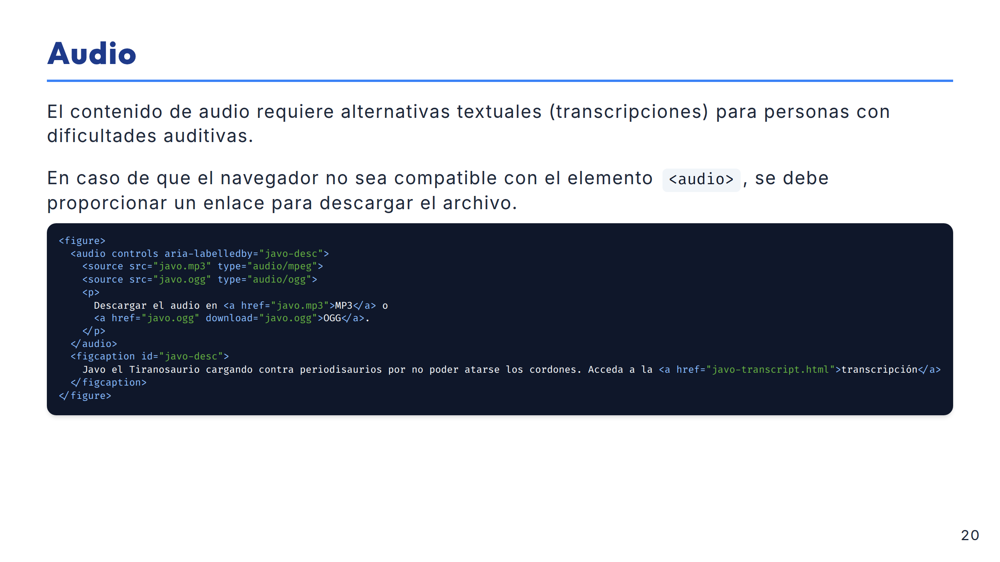 Audio
El contenido de audio requiere alternativas textuales (transcripciones) para personas con
dificultades auditivas.
En caso de que el navegador no sea compatible con el elemento <audio>, se debe
proporcionar un enlace para descargar el archivo.
<figure>
  <audio controls aria-labelledby="javo-desc">
    <source src="javo.mp3" type="audio/mpeg">
    <source src="javo.ogg" type="audio/ogg">
    <p>
      Descargar el audio en <a href="javo.mp3">MP3</a> o
      <a href="javo.ogg" download="javo.ogg">OGG</a>.
    </p>
  </audio>
  <figcaption id="javo-desc">
    Javo el Tiranosaurio cargando contra periodisaurios por no poder atarse los cordones. Acceda a la <a href="javo-transcript.html">transcripción</a>
  </figcaption>
</figure>
20